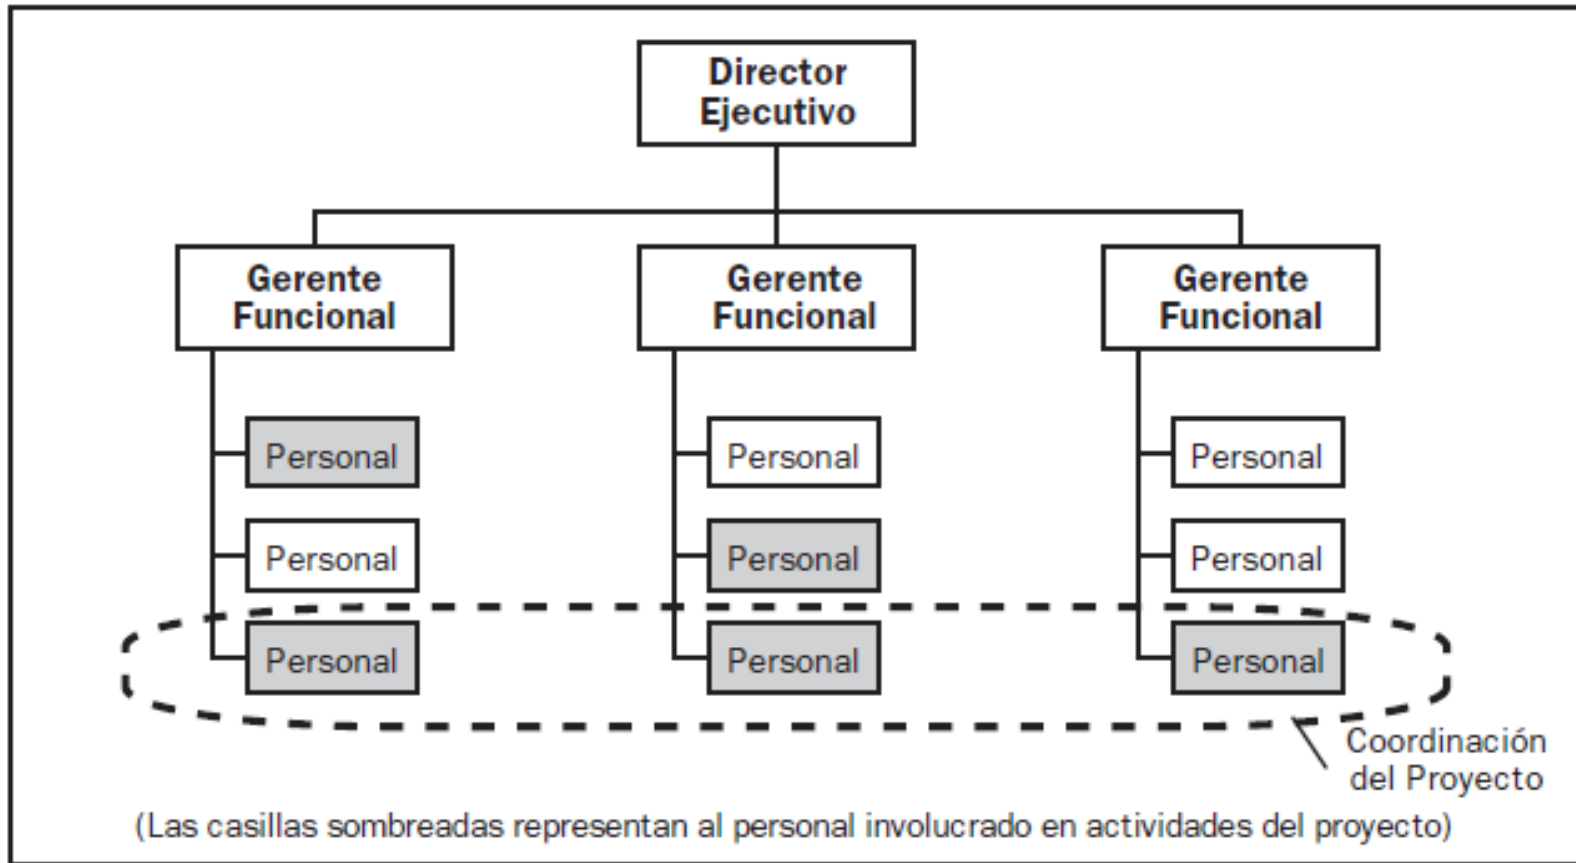 Director
Ejecutivo
Gerente
Funcional
Gerente
Funcional
Gerente
Funcional
Personal
Personal
Personal
Personal
Personal
Personal
Personal
Personal
Personal
Coordinación
del Proyecto
(Las casillas sombreadas representan al personal involucrado en actividades del proyecto)